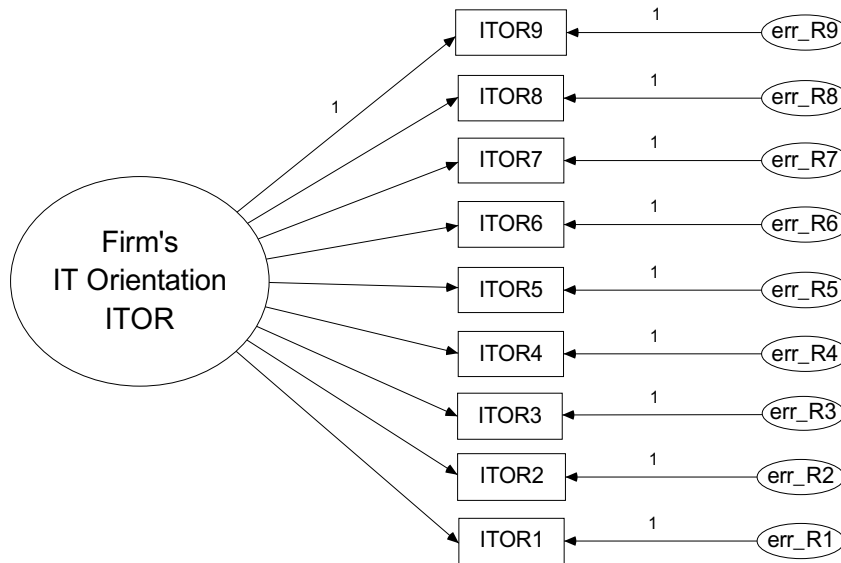 ITOR9
1
err_R9
1
ITOR8
1
err_R8
ITOR7
1
err_R7
ITOR6
1
err_R6
Firm's
IT Orientation
ITOR
ITOR5
1
err_R5
ITOR4
1
err_R4
ITOR3
1
err_R3
ITOR2
1
err_R2
ITOR1
1
err_R1